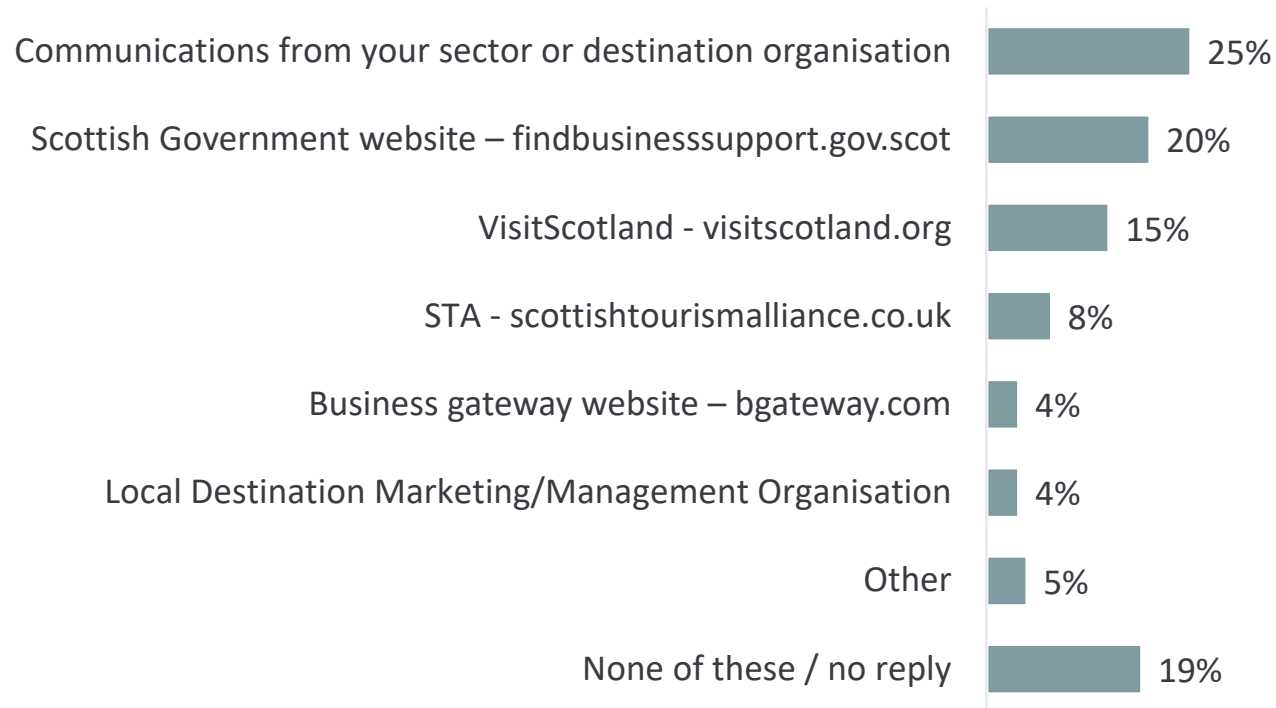 Communications from your sector or destination organisation 25%
Scottish Government website – findbusinesssupport.gov.scot 20%
VisitScotland - visitscotland.org 15%
STA - scottishtourismalliance.co.uk 8%
Business gateway website – bgateway.com 4%
Local Destination Marketing/Management Organisation 4%
Other 5%
None of these / no reply 19%